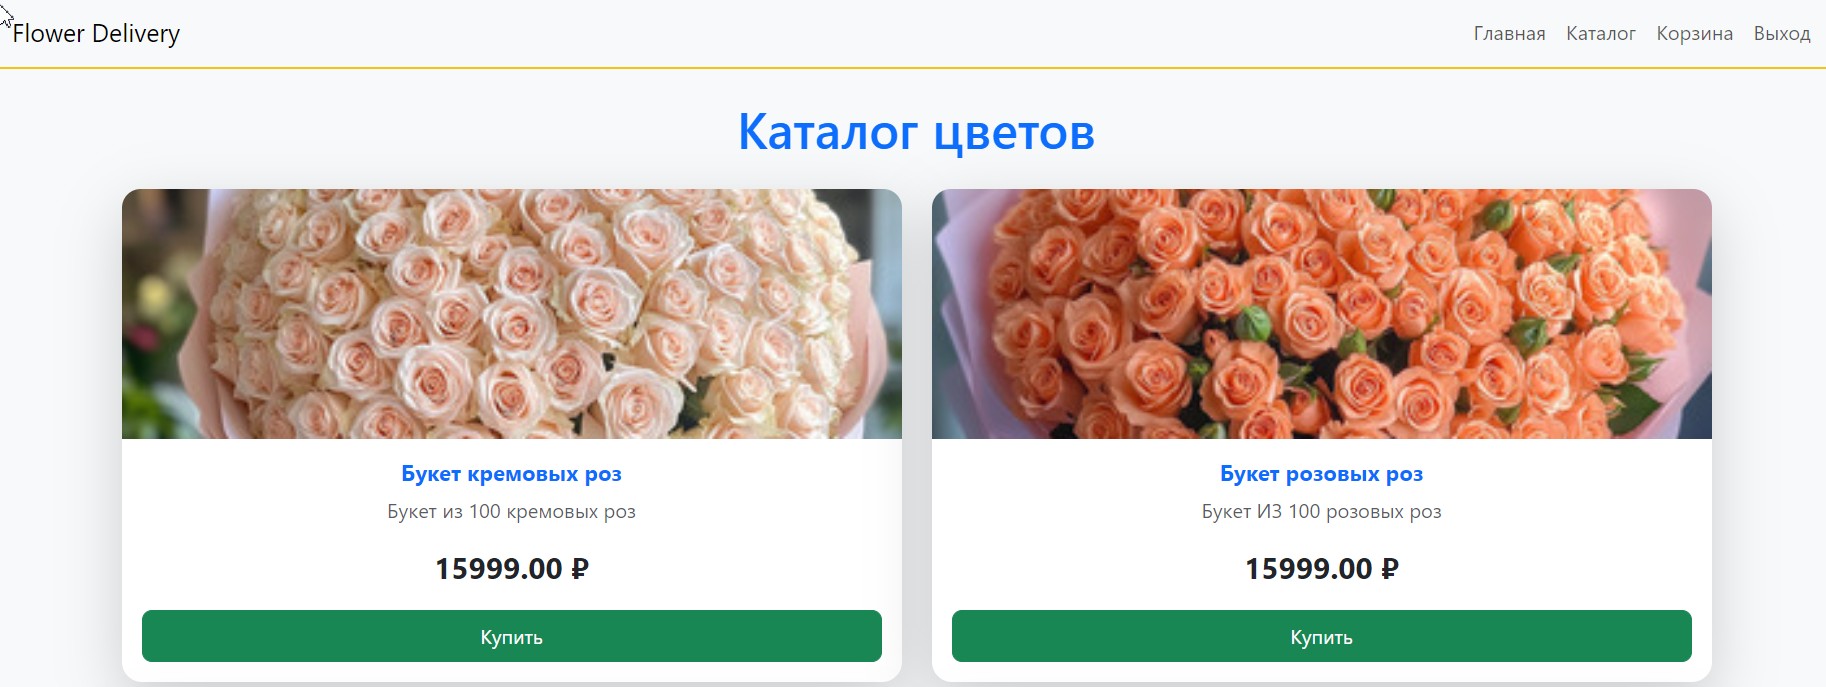 Flower Delivery
Главная Каталог Корзина Выход
Каталог цветов
Букет кремовых роз
Букет из 100 кремовых роз
15999.00 ₽
Купить
Букет розовых роз
Букет ИЗ 100 розовых роз
15999.00 ₽
Купить